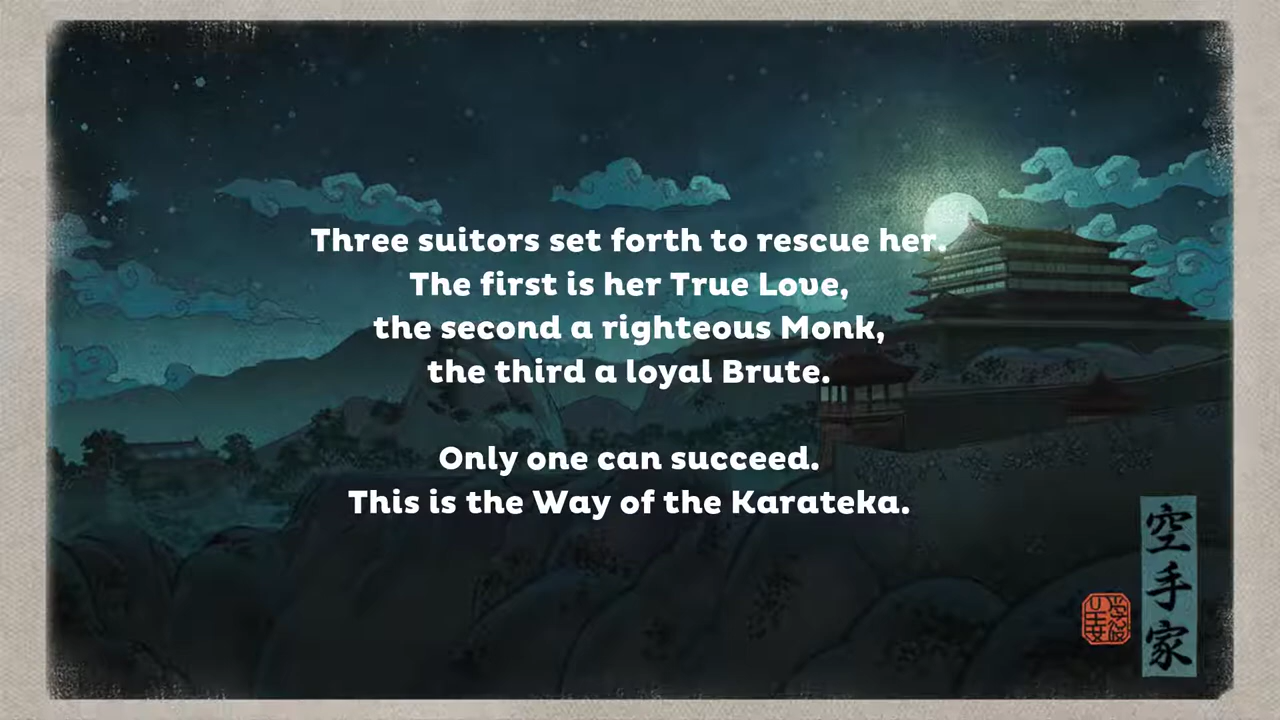 Three suitors set forth to rescue her.
The first is her True Love,
the second a righteous Monk,
the third a loyal Brute.
Only one can succeed.
This is the Way of the Karateka.
空手家